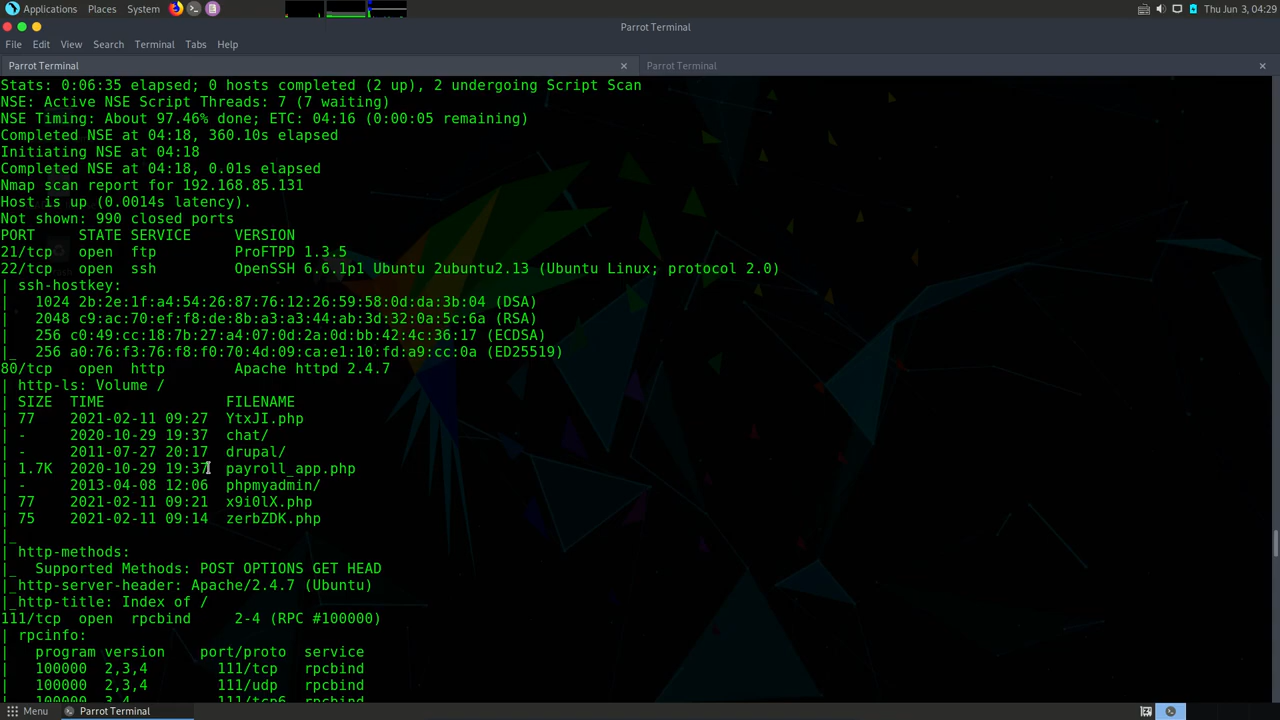 Applications Places System Thu Jun 3, 04:29
Parrot Terminal
File Edit View Search Terminal Tabs Help
Parrot Terminal × Parrot Terminal ×
Stats: 0:06:35 elapsed; 0 hosts completed (2 up), 2 undergoing Script Scan
NSE: Active NSE Script Threads: 7 (7 waiting)
NSE Timing: About 97.46% done; ETC: 04:16 (0:00:05 remaining)
Completed NSE at 04:18, 360.10s elapsed
Initiating NSE at 04:18
Completed NSE at 04:18, 0.01s elapsed
Nmap scan report for 192.168.85.131
Host is up (0.0014s latency).
Not shown: 990 closed ports
PORT     STATE SERVICE     VERSION
21/tcp   open  ftp         ProFTPD 1.3.5
22/tcp   open  ssh         OpenSSH 6.6.1p1 Ubuntu 2ubuntu2.13 (Ubuntu Linux; protocol 2.0)
| ssh-hostkey:
|   1024 2b:2e:1f:a4:54:26:87:76:12:26:59:58:0d:da:3b:04 (DSA)
|   2048 c9:ac:70:ef:f8:de:8b:a3:a3:44:ab:3d:32:0a:5c:6a (RSA)
|   256 c0:49:cc:18:7b:27:a4:07:0d:2a:0d:bb:42:4c:36:17 (ECDSA)
|_  256 a0:76:f3:76:f8:f0:70:4d:09:ca:e1:10:fd:a9:cc:0a (ED25519)
80/tcp   open  http        Apache httpd 2.4.7
| http-ls: Volume /
| SIZE  TIME              FILENAME
| 77    2021-02-11 09:27  YtxJI.php
| -     2020-10-29 19:37  chat/
| -     2011-07-27 20:17  drupal/
| 1.7K  2020-10-29 19:37  payroll_app.php
| -     2013-04-08 12:06  phpmyadmin/
| 77    2021-02-11 09:21  x9i0lX.php
| 75    2021-02-11 09:14  zerbZDK.php
|_
| http-methods:
|_  Supported Methods: POST OPTIONS GET HEAD
|_http-server-header: Apache/2.4.7 (Ubuntu)
|_http-title: Index of /
111/tcp  open  rpcbind     2-4 (RPC #100000)
| rpcinfo:
|   program version    port/proto  service
|   100000  2,3,4        111/tcp   rpcbind
|   100000  2,3,4        111/udp   rpcbind
|   100000  3,4          111/tcp6  rpcbind
Menu Parrot Terminal